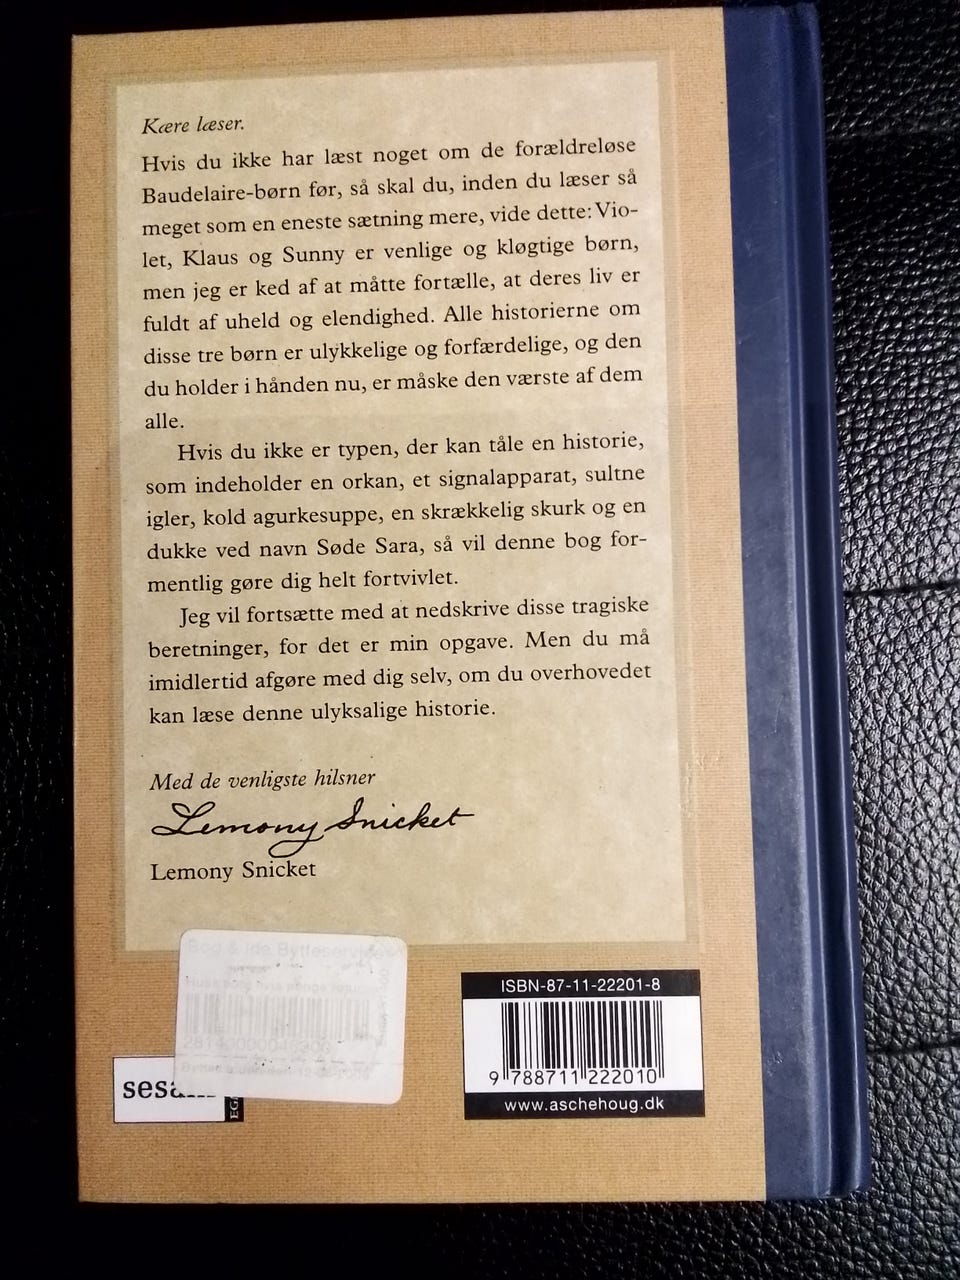 Kære læser.
Hvis du ikke har læst noget om de forældreløse
Baudelaire-børn før, så skal du, inden du læser så
meget som en eneste sætning mere, vide dette: Vio-
let, Klaus og Sunny er venlige og kløgtige børn,
men jeg er ked af at måtte fortælle, at deres liv er
fuldt af uheld og elendighed. Alle historierne om
disse tre børn er ulykkelige og forfærdelige, og den
du holder i hånden nu, er måske den værste af dem
alle.
Hvis du ikke er typen, der kan tåle en historie,
som indeholder en orkan, et signalapparat, sultne
igler, kold agurkesuppe, en skrækkelig skurk og en
dukke ved navn Søde Sara, så vil denne bog for-
mentlig gøre dig helt fortvivlet.
Jeg vil fortsætte med at nedskrive disse tragiske
beretninger, for det er min opgave. Men du må
imidlertid afgøre med dig selv, om du overhovedet
kan læse denne ulyksalige historie.
Med de venligste hilsner
Lemony Snicket
Lemony Snicket
Bog & ide Bytteservice
ISBN-87-11-22201-8
9 788711 222010
www.aschehoug.dk